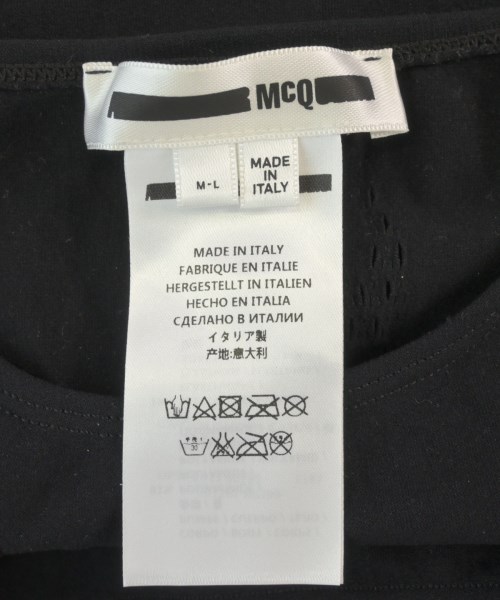 McQ
M-L
MADE
IN
ITALY
MADE IN ITALY
FABRIQUE EN ITALIE
HERGESTELLT IN ITALIEN
HECHO EN ITALIA
СДЕЛАНО В ИТАЛИИ
イタリア製
产地:意大利
30